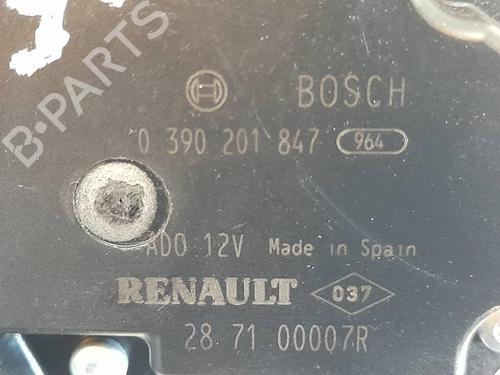 B-PARTS
BOSCH
0 390 201 847 964
ADO 12V Made in Spain
RENAULT 037
28 71 00007R